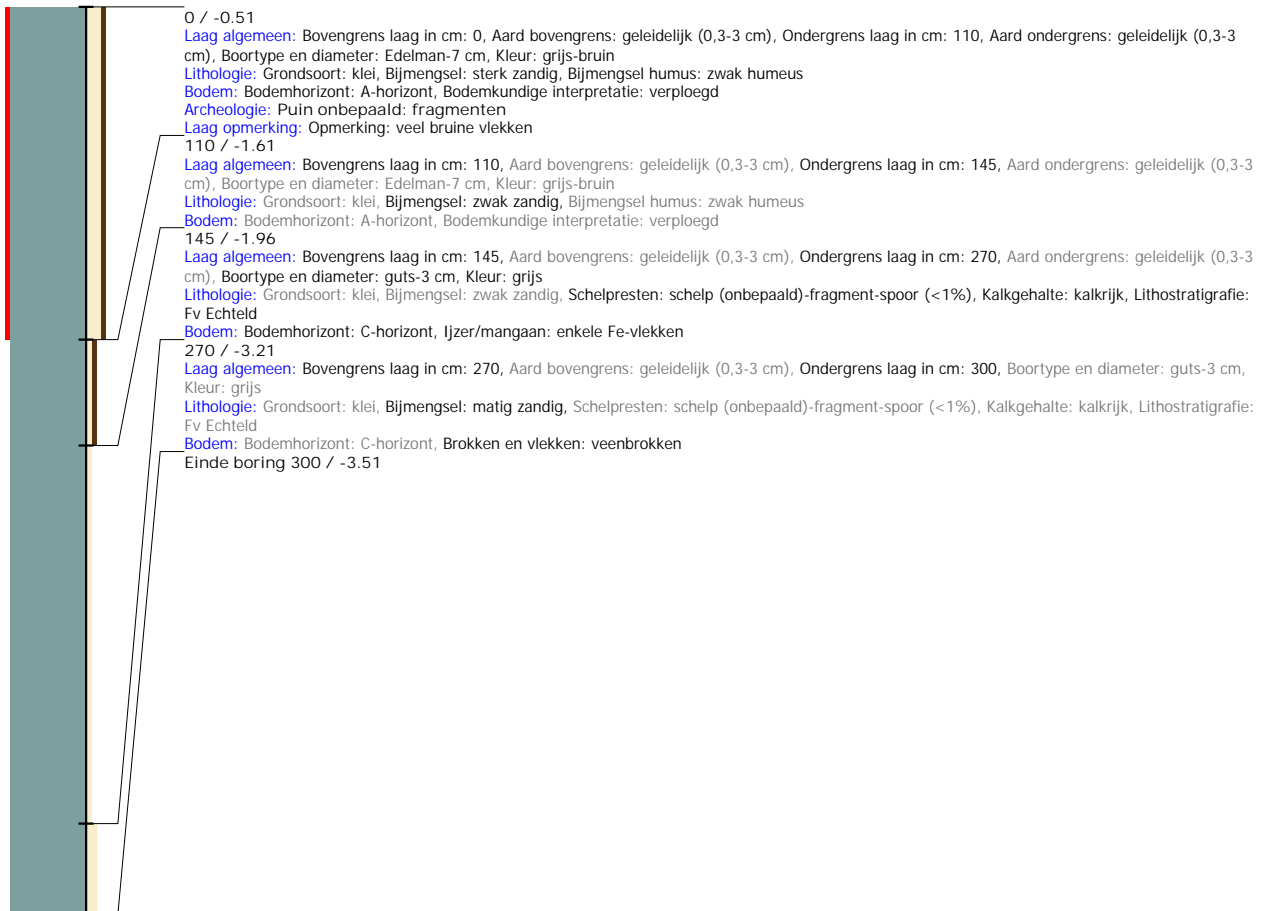 0 / -0.51
Laag algemeen: Bovengrens laag in cm: 0, Aard bovengrens: geleidelijk (0,3-3 cm), Ondergrens laag in cm: 110, Aard ondergrens: geleidelijk (0,3-3
cm), Boortype en diameter: Edelman-7 cm, Kleur: grijs-bruin
Lithologie: Grondsoort: klei, Bijmengsel: sterk zandig, Bijmengsel humus: zwak humeus
Bodem: Bodemhorizont: A-horizont, Bodemkundige interpretatie: verploegd
Archeologie: Puin onbepaald: fragmenten
Laag opmerking: Opmerking: veel bruine vlekken
110 / -1.61
Laag algemeen: Bovengrens laag in cm: 110, Aard bovengrens: geleidelijk (0,3-3 cm), Ondergrens laag in cm: 145, Aard ondergrens: geleidelijk (0,3-3
cm), Boortype en diameter: Edelman-7 cm, Kleur: grijs-bruin
Lithologie: Grondsoort: klei, Bijmengsel: zwak zandig, Bijmengsel humus: zwak humeus
Bodem: Bodemhorizont: A-horizont, Bodemkundige interpretatie: verploegd
145 / -1.96
Laag algemeen: Bovengrens laag in cm: 145, Aard bovengrens: geleidelijk (0,3-3 cm), Ondergrens laag in cm: 270, Aard ondergrens: geleidelijk (0,3-3
cm), Boortype en diameter: guts-3 cm, Kleur: grijs
Lithologie: Grondsoort: klei, Bijmengsel: zwak zandig, Schelpresten: schelp (onbepaald)-fragment-spoor (<1%), Kalkgehalte: kalkrijk, Lithostratigrafie:
Fv Echteld
Bodem: Bodemhorizont: C-horizont, Ijzer/mangaan: enkele Fe-vlekken
270 / -3.21
Laag algemeen: Bovengrens laag in cm: 270, Aard bovengrens: geleidelijk (0,3-3 cm), Ondergrens laag in cm: 300, Boortype en diameter: guts-3 cm,
Kleur: grijs
Lithologie: Grondsoort: klei, Bijmengsel: matig zandig, Schelpresten: schelp (onbepaald)-fragment-spoor (<1%), Kalkgehalte: kalkrijk, Lithostratigrafie:
Fv Echteld
Bodem: Bodemhorizont: C-horizont, Brokken en vlekken: veenbrokken
Einde boring 300 / -3.51